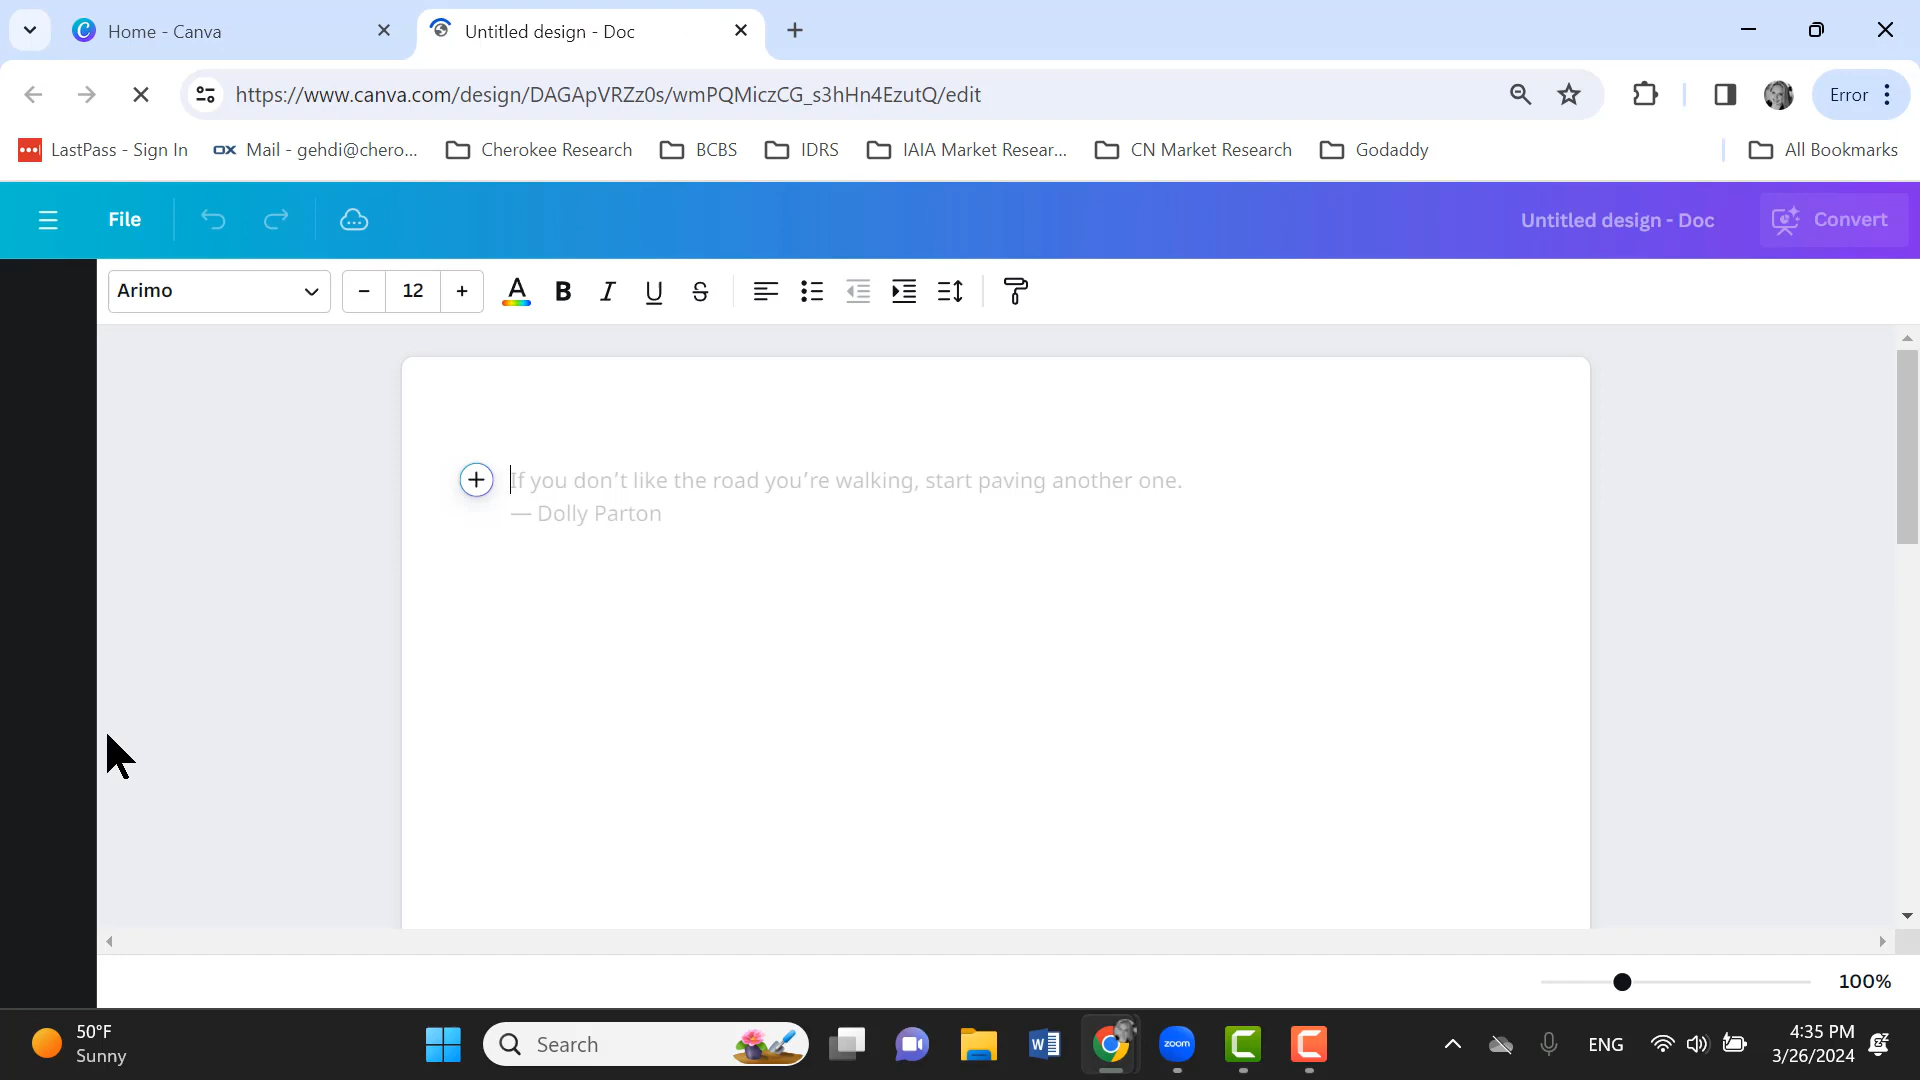 Home - Canva
Untitled design - Doc
https://www.canva.com/design/DAGApVRZz0s/wmPQMiczCG_s3hHn4EzutQ/edit
Error
LastPass - Sign In
Mail - gehdi@chero...
Cherokee Research
BCBS
IDRS
IAIA Market Resear...
CN Market Research
Godaddy
All Bookmarks
File
Untitled design - Doc
Convert
Arimo
12
If you don’t like the road you’re walking, start paving another one.
— Dolly Parton
100%
50°F
Sunny
Search
zoom
ENG
4:35 PM
3/26/2024